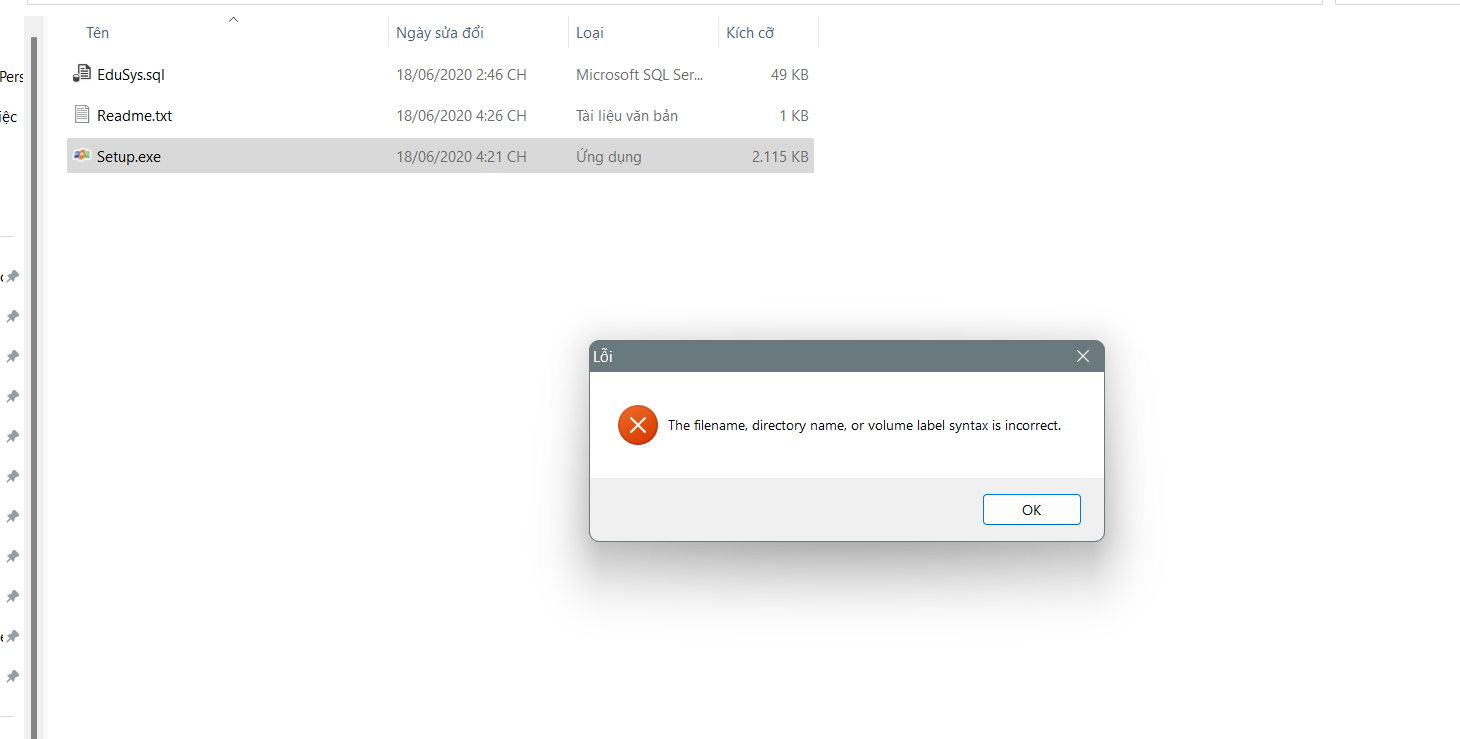 Tên Ngày sửa đổi Loại Kích cỡ
EduSys.sql 18/06/2020 2:46 CH Microsoft SQL Ser... 49 KB
Readme.txt 18/06/2020 4:26 CH Tài liệu văn bản 1 KB
Setup.exe 18/06/2020 4:21 CH Ứng dụng 2.115 KB
Pers
iệc
Lỗi
The filename, directory name, or volume label syntax is incorrect.
OK